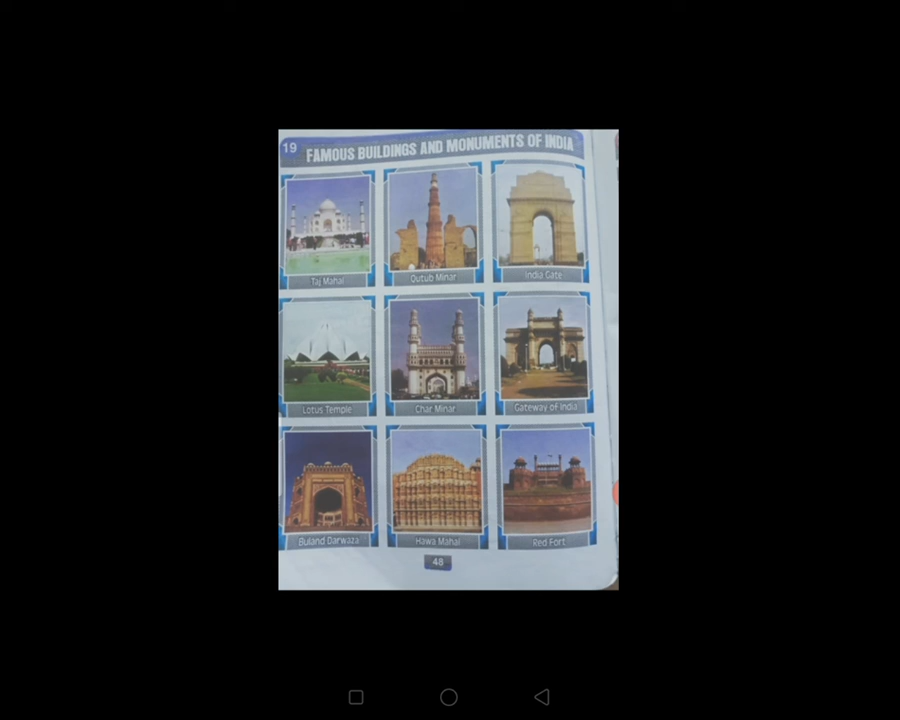 19 FAMOUS BUILDINGS AND MONUMENTS OF INDIA
Taj Mahal
Qutub Minar
India Gate
Lotus Temple
Char Minar
Gateway of India
Buland Darwaza
Hawa Mahal
Red Fort
48